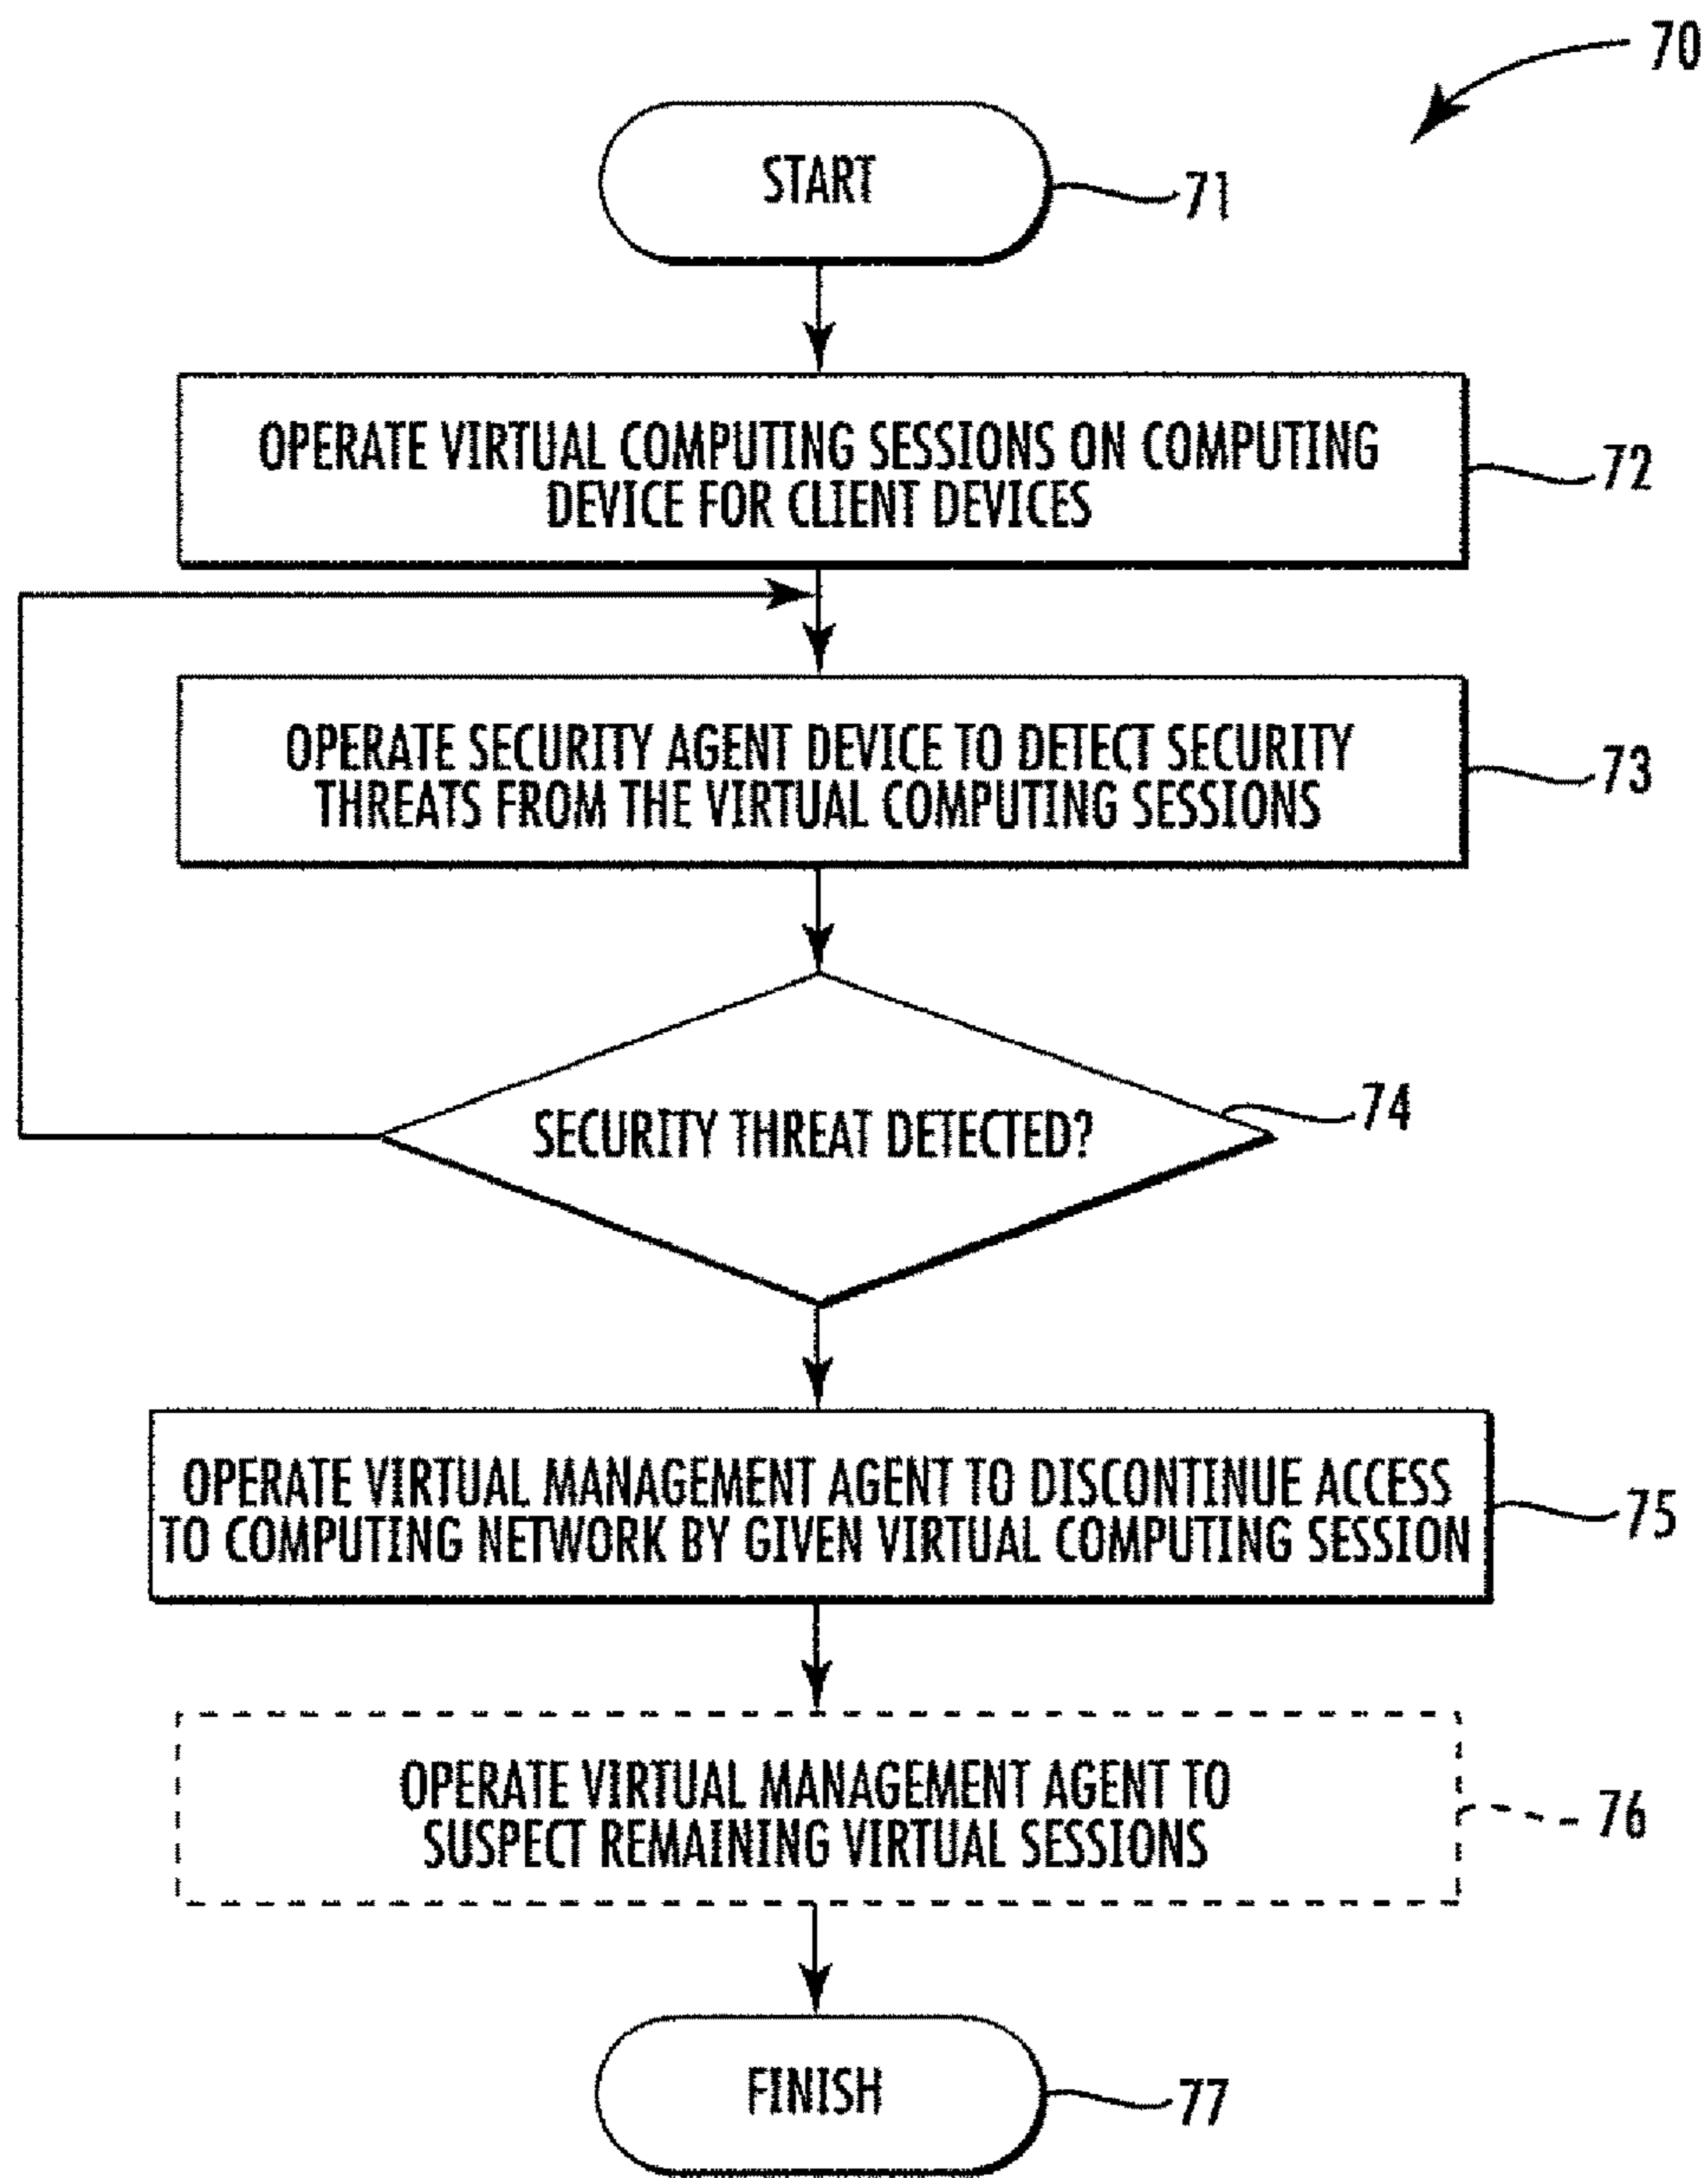 70
START
71
OPERATE VIRTUAL COMPUTING SESSIONS ON COMPUTING
DEVICE FOR CLIENT DEVICES
72
OPERATE SECURITY AGENT DEVICE TO DETECT SECURITY
THREATS FROM THE VIRTUAL COMPUTING SESSIONS
73
SECURITY THREAT DETECTED?
74
OPERATE VIRTUAL MANAGEMENT AGENT TO DISCONTINUE ACCESS
TO COMPUTING NETWORK BY GIVEN VIRTUAL COMPUTING SESSION
75
OPERATE VIRTUAL MANAGEMENT AGENT TO
SUSPECT REMAINING VIRTUAL SESSIONS
76
FINISH
77